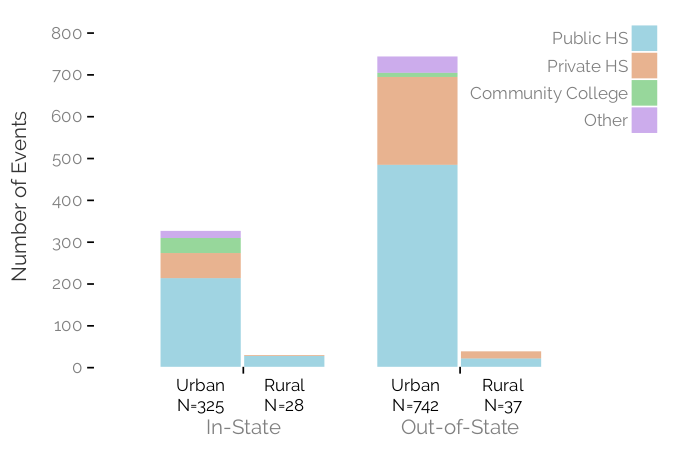 Number of Events
800
700
600
500
400
300
200
100
0
Public HS
Private HS
Community College
Other
Urban
N=325
Rural
N=28
In-State
Urban
N=742
Rural
N=37
Out-of-State